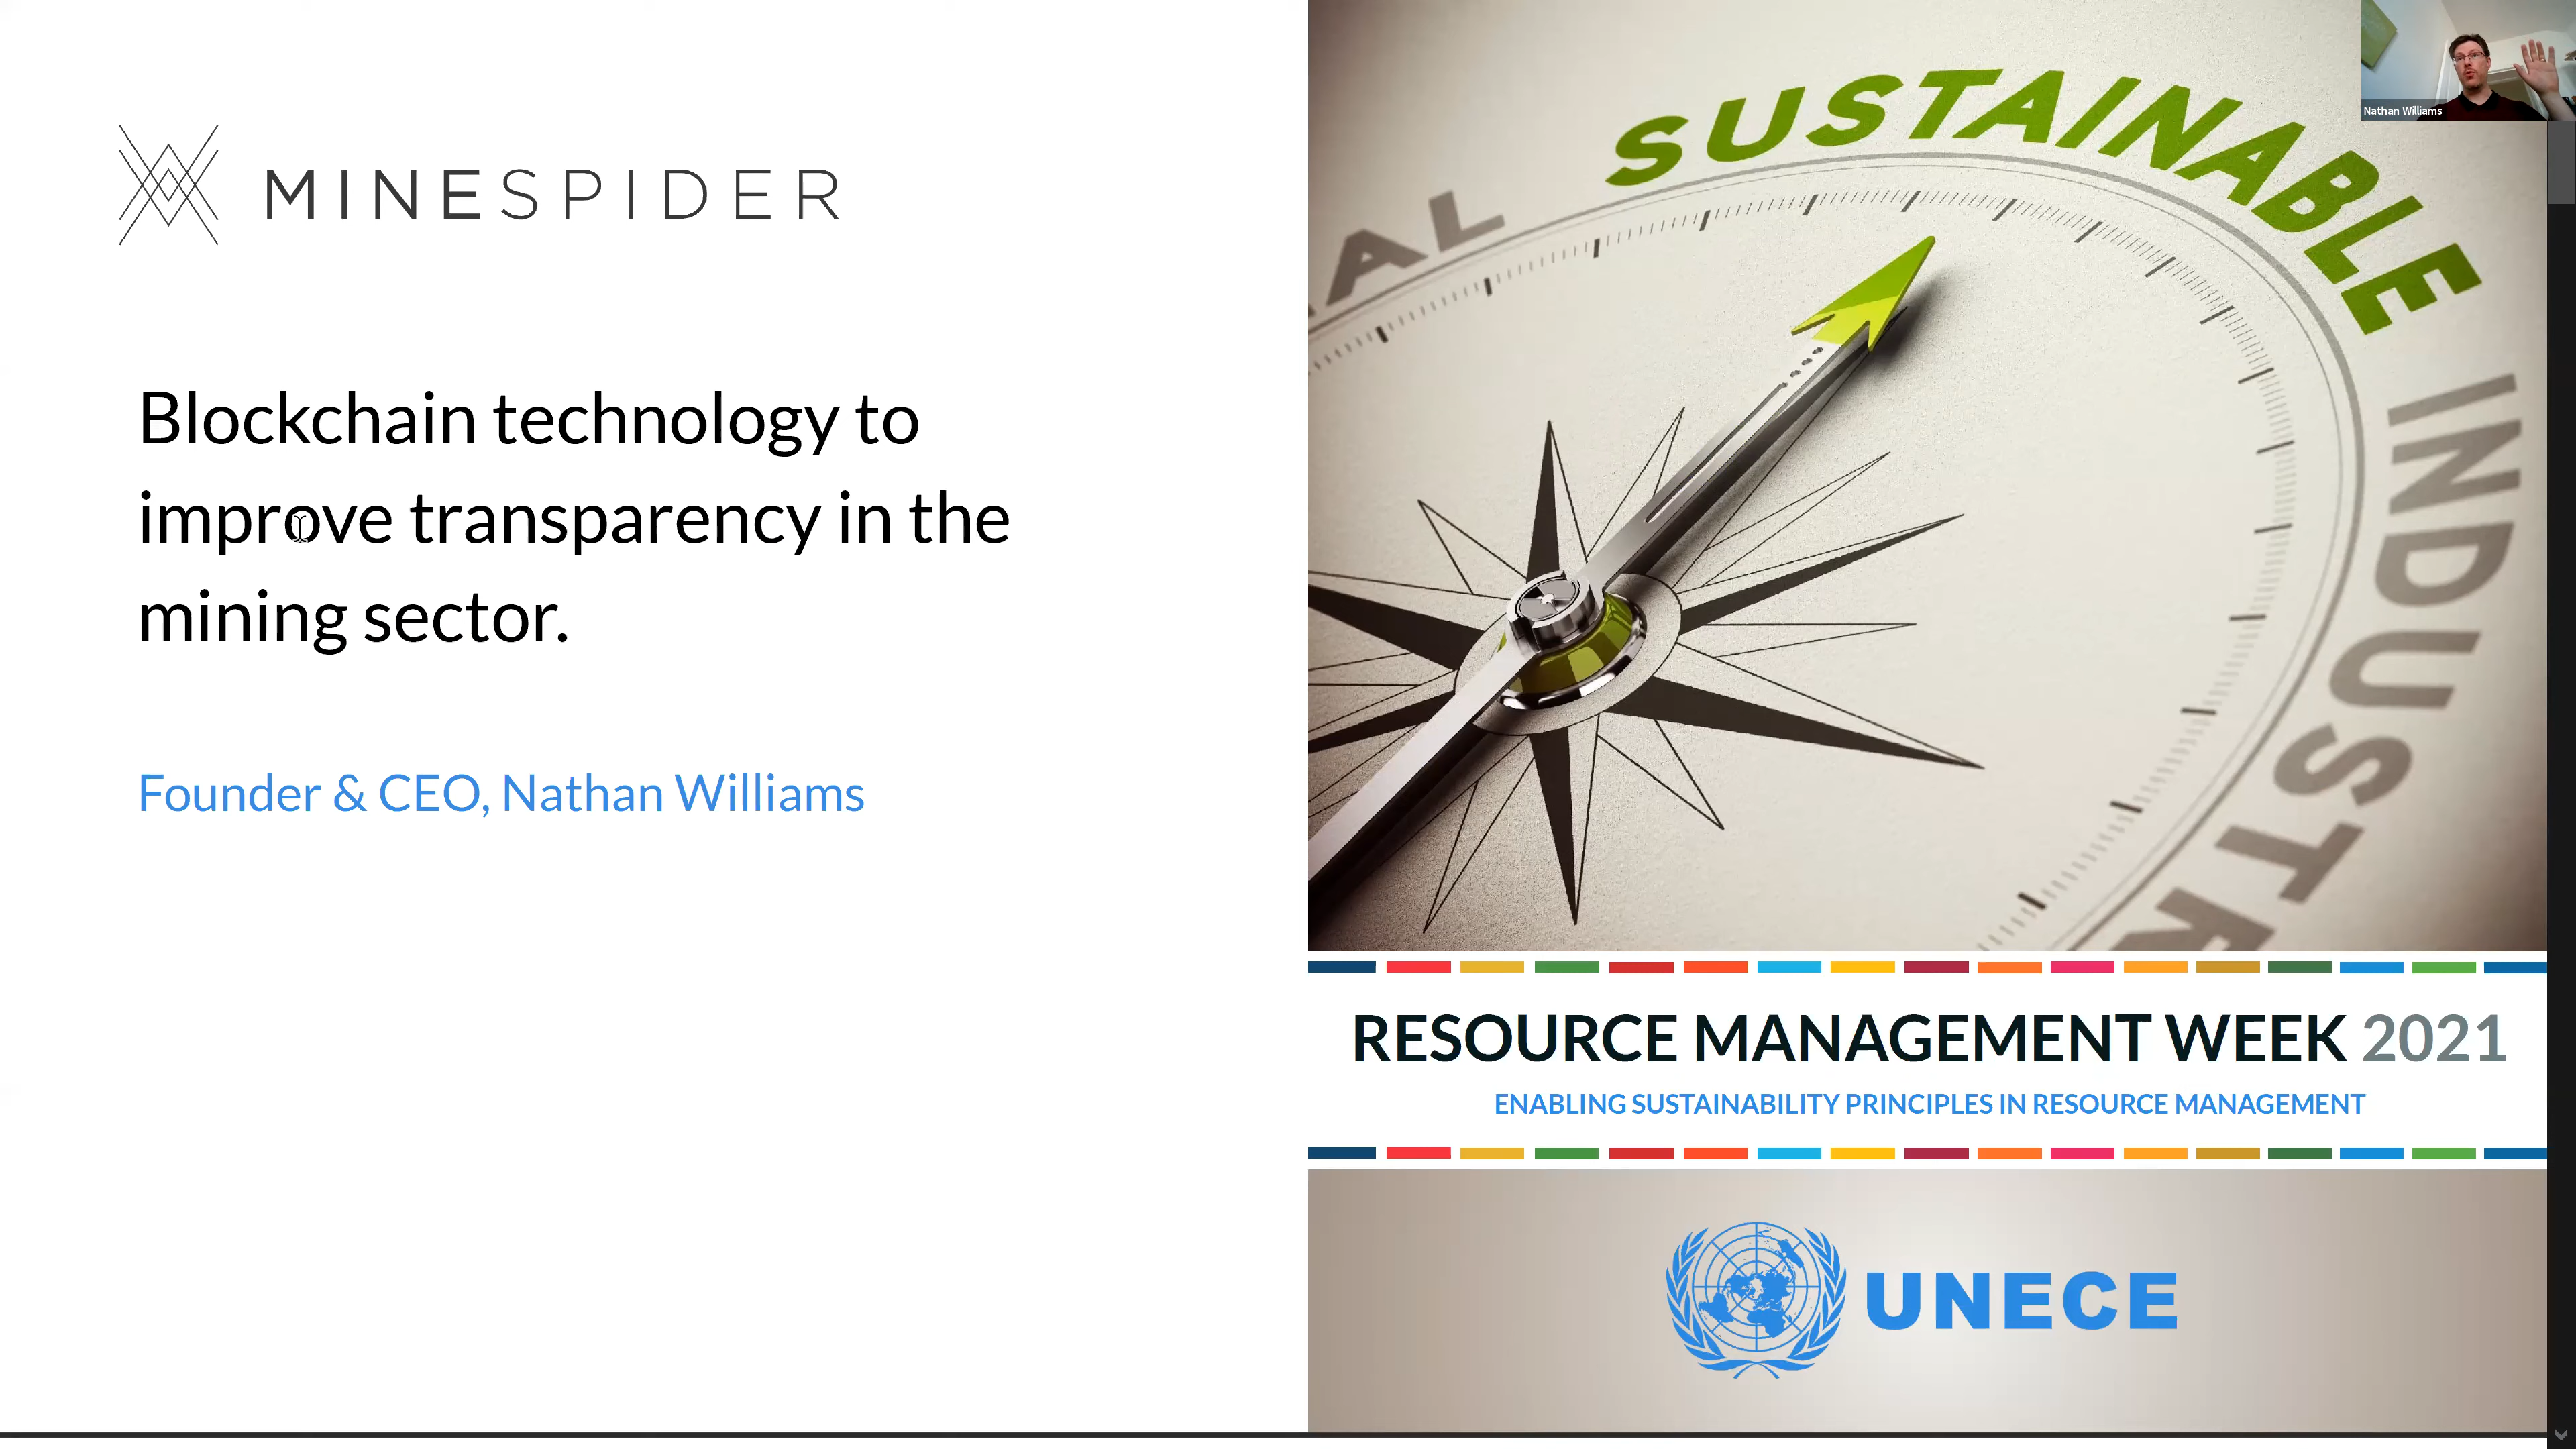 MINESPIDER
Blockchain technology to
improve transparency in the
mining sector.
Founder & CEO, Nathan Williams
AL
SUSTAINABLE
INDUSTR
Nathan Williams
RESOURCE MANAGEMENT WEEK 2021
ENABLING SUSTAINABILITY PRINCIPLES IN RESOURCE MANAGEMENT
UNECE